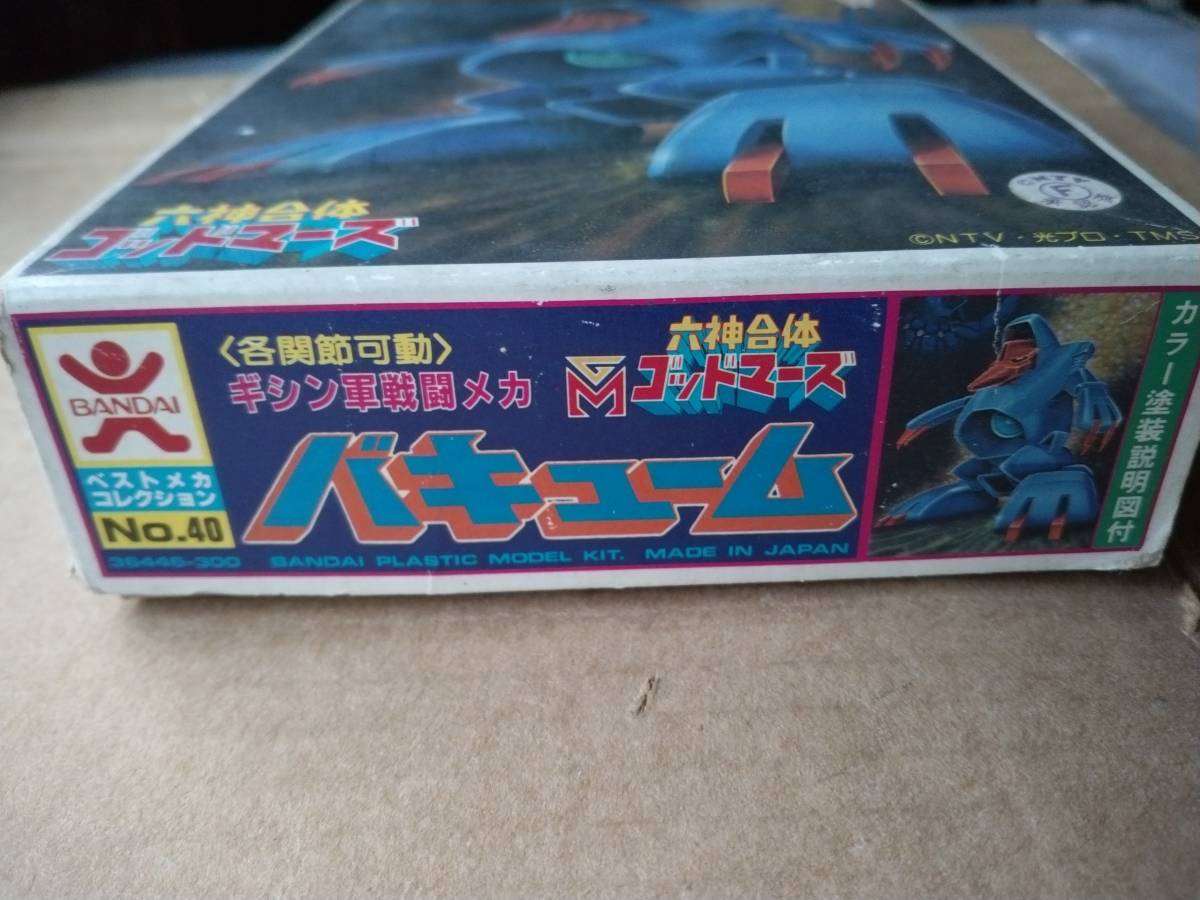 六神合体
ゴッドマーズ
©NTV・光プロ・TMS
BANDAI
ベストメカ
コレクション
No.40
〈各関節可動〉
ギシン軍戦闘メカ
六神合体
GM ゴッドマーズ
バキューム
36445-300 BANDAI PLASTIC MODEL KIT. MADE IN JAPAN
カラー塗装説明図付